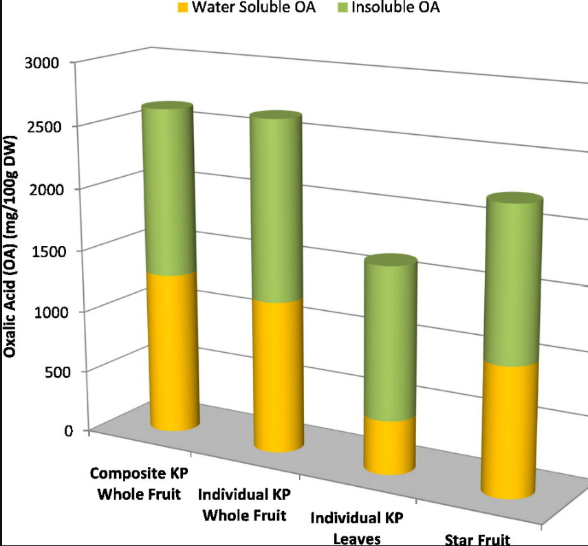 Water Soluble OA
Insoluble OA
Oxalic Acid (OA) (mg/100g DW)
3000
2500
2000
1500
1000
500
0
Composite KP
Whole Fruit
Individual KP
Whole Fruit
Individual KP
Leaves
Star Fruit